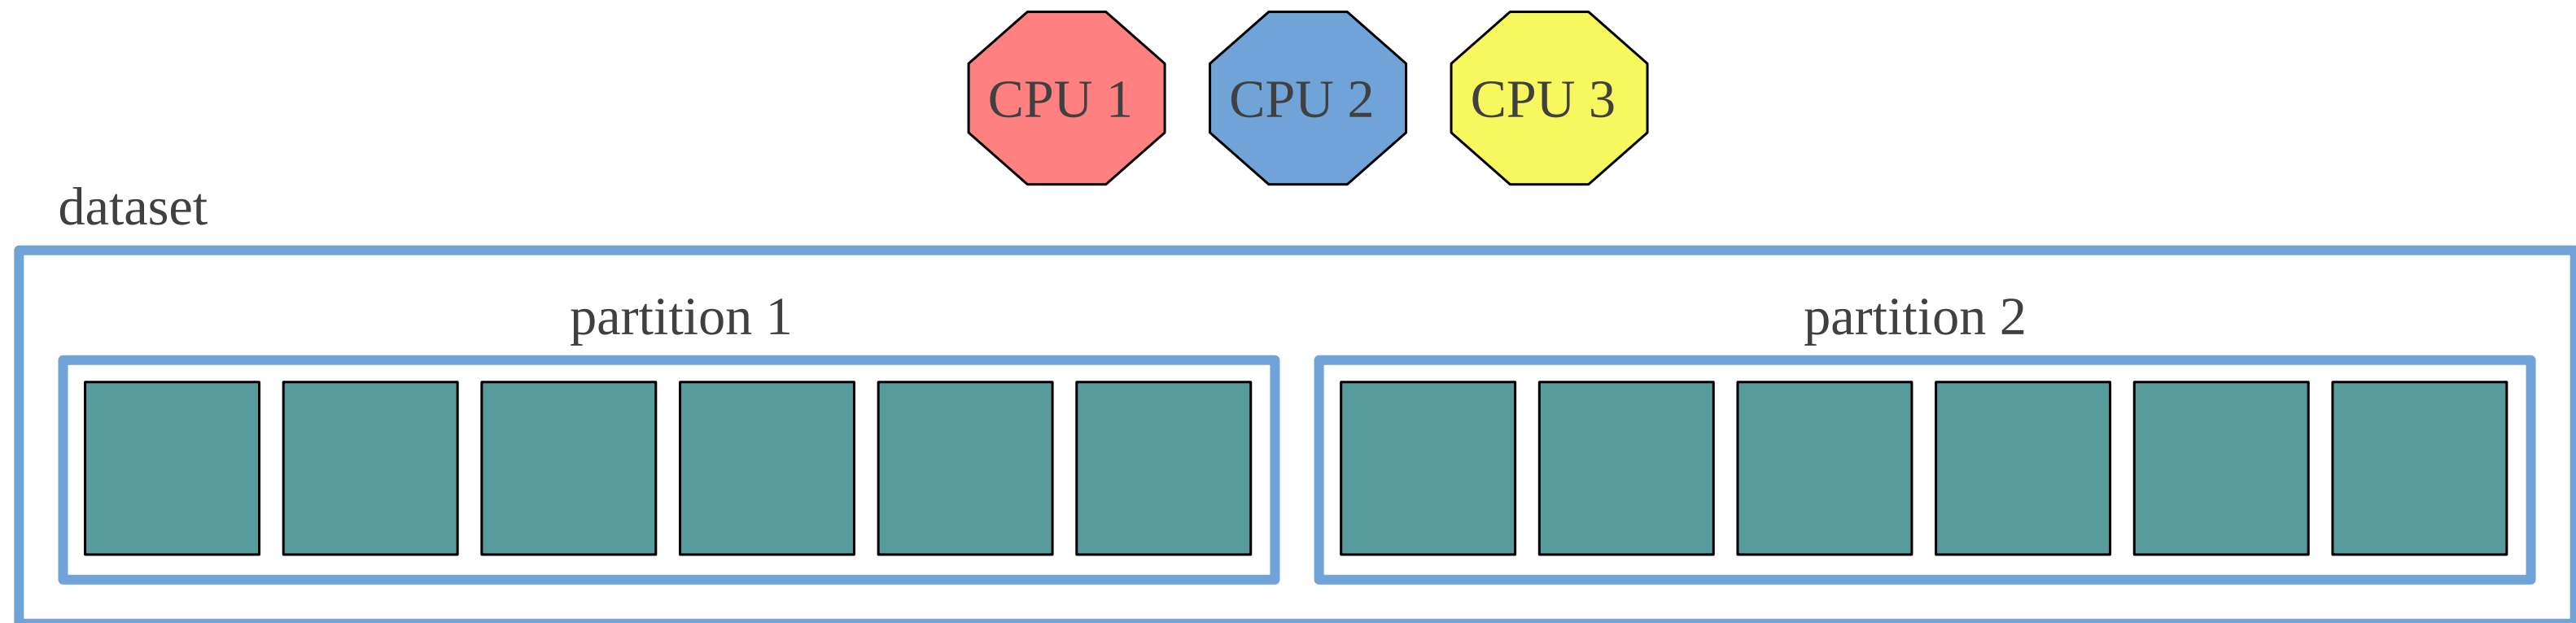 CPU 1 CPU 2 CPU 3
dataset
partition 1 partition 2